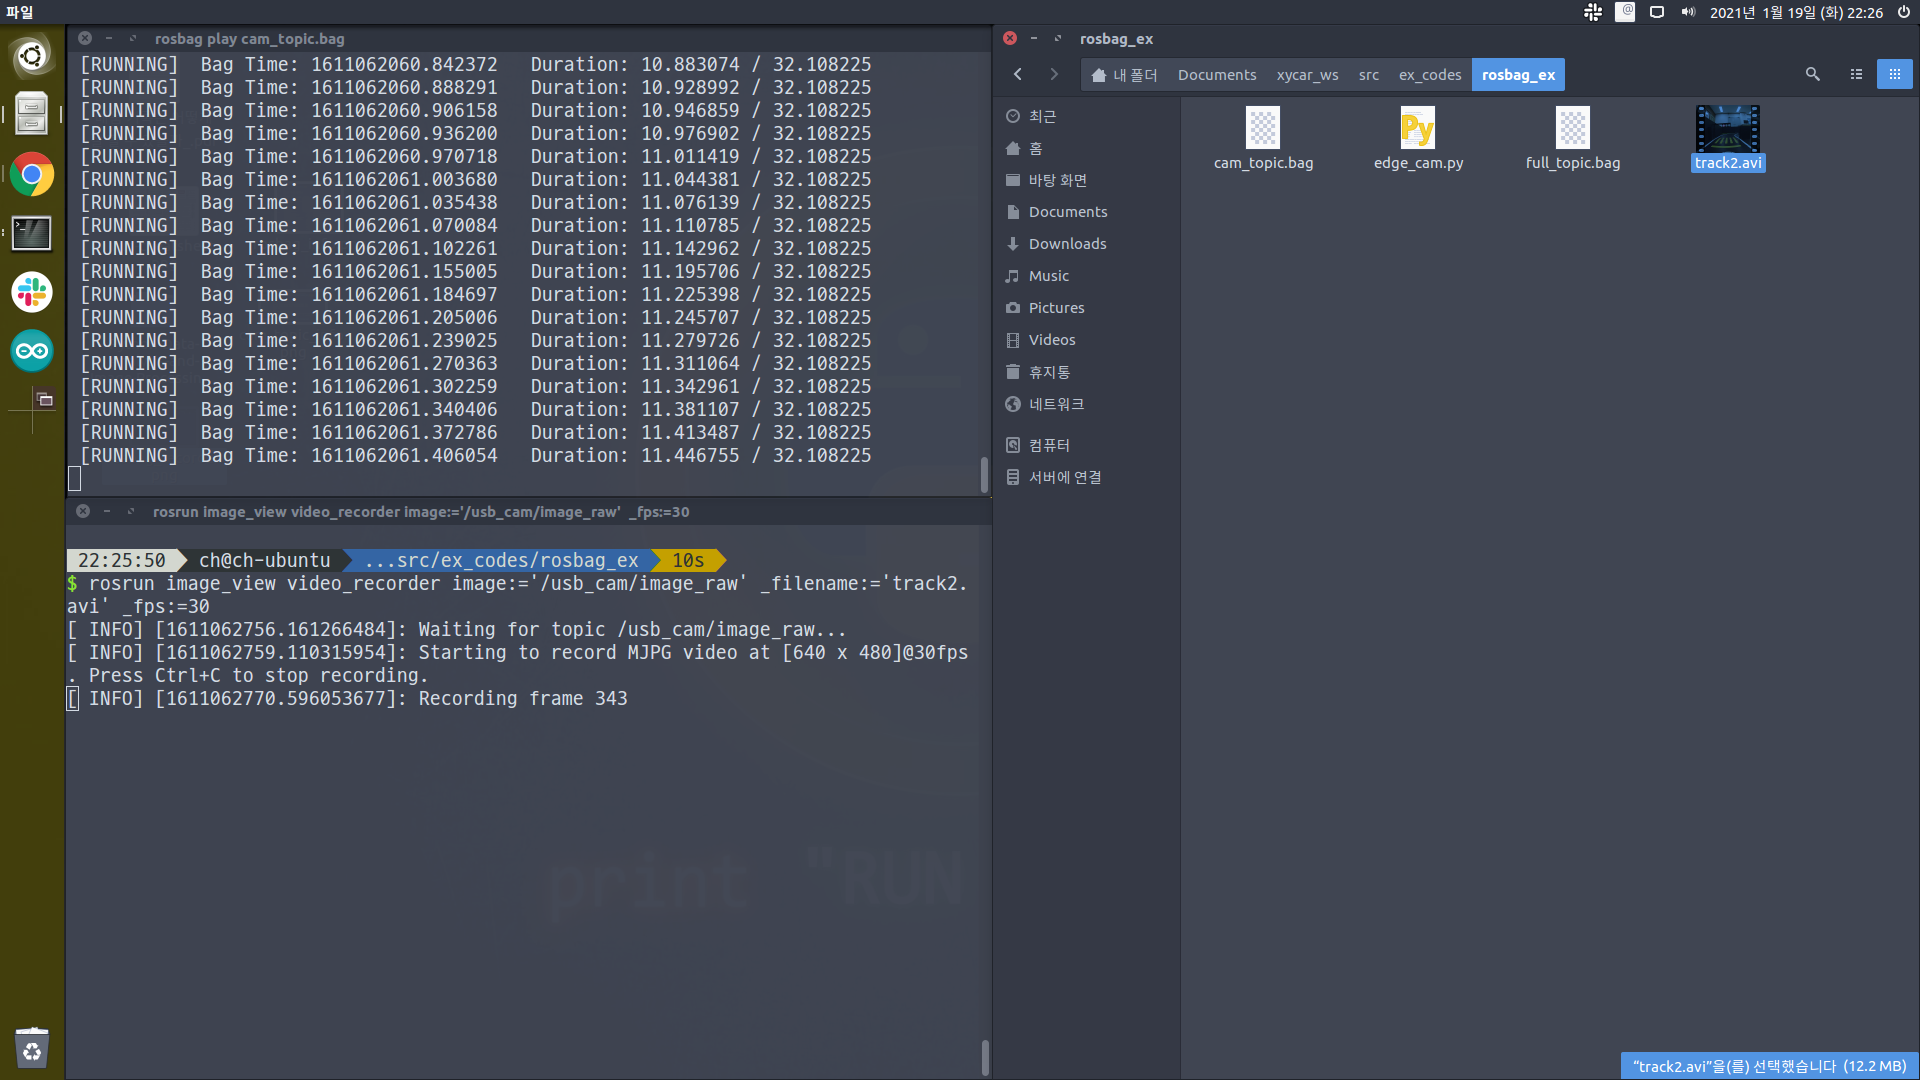 파일
2021년 1월 19일 (화) 22:26
rosbag play cam_topic.bag
[RUNNING] Bag Time: 1611062060.842372 Duration: 10.883074 / 32.108225
[RUNNING] Bag Time: 1611062060.888291 Duration: 10.928992 / 32.108225
[RUNNING] Bag Time: 1611062060.906158 Duration: 10.946859 / 32.108225
[RUNNING] Bag Time: 1611062060.936200 Duration: 10.976902 / 32.108225
[RUNNING] Bag Time: 1611062060.970718 Duration: 11.011419 / 32.108225
[RUNNING] Bag Time: 1611062061.003680 Duration: 11.044381 / 32.108225
[RUNNING] Bag Time: 1611062061.035438 Duration: 11.076139 / 32.108225
[RUNNING] Bag Time: 1611062061.070084 Duration: 11.110785 / 32.108225
[RUNNING] Bag Time: 1611062061.102261 Duration: 11.142962 / 32.108225
[RUNNING] Bag Time: 1611062061.155005 Duration: 11.195706 / 32.108225
[RUNNING] Bag Time: 1611062061.184697 Duration: 11.225398 / 32.108225
[RUNNING] Bag Time: 1611062061.205006 Duration: 11.245707 / 32.108225
[RUNNING] Bag Time: 1611062061.239025 Duration: 11.279726 / 32.108225
[RUNNING] Bag Time: 1611062061.270363 Duration: 11.311064 / 32.108225
[RUNNING] Bag Time: 1611062061.302259 Duration: 11.342961 / 32.108225
[RUNNING] Bag Time: 1611062061.340406 Duration: 11.381107 / 32.108225
[RUNNING] Bag Time: 1611062061.372786 Duration: 11.413487 / 32.108225
[RUNNING] Bag Time: 1611062061.406054 Duration: 11.446755 / 32.108225
rosrun image_view video_recorder image:='/usb_cam/image_raw' _fps:=30
22:25:50 ch@ch-ubuntu ...src/ex_codes/rosbag_ex 10s
$ rosrun image_view video_recorder image:='/usb_cam/image_raw' _filename:='track2.
avi' _fps:=30
[ INFO] [1611062756.161266484]: Waiting for topic /usb_cam/image_raw...
[ INFO] [1611062759.110315954]: Starting to record MJPG video at [640 x 480]@30fps
. Press Ctrl+C to stop recording.
[ INFO] [1611062770.596053677]: Recording frame 343
print "RUN
rosbag_ex
내 폴더 Documents xycar_ws src ex_codes rosbag_ex
최근
홈
바탕 화면
Documents
Downloads
Music
Pictures
Videos
휴지통
네트워크
컴퓨터
서버에 연결
Py
cam_topic.bag edge_cam.py full_topic.bag track2.avi
“track2.avi”을(를) 선택했습니다 (12.2 MB)